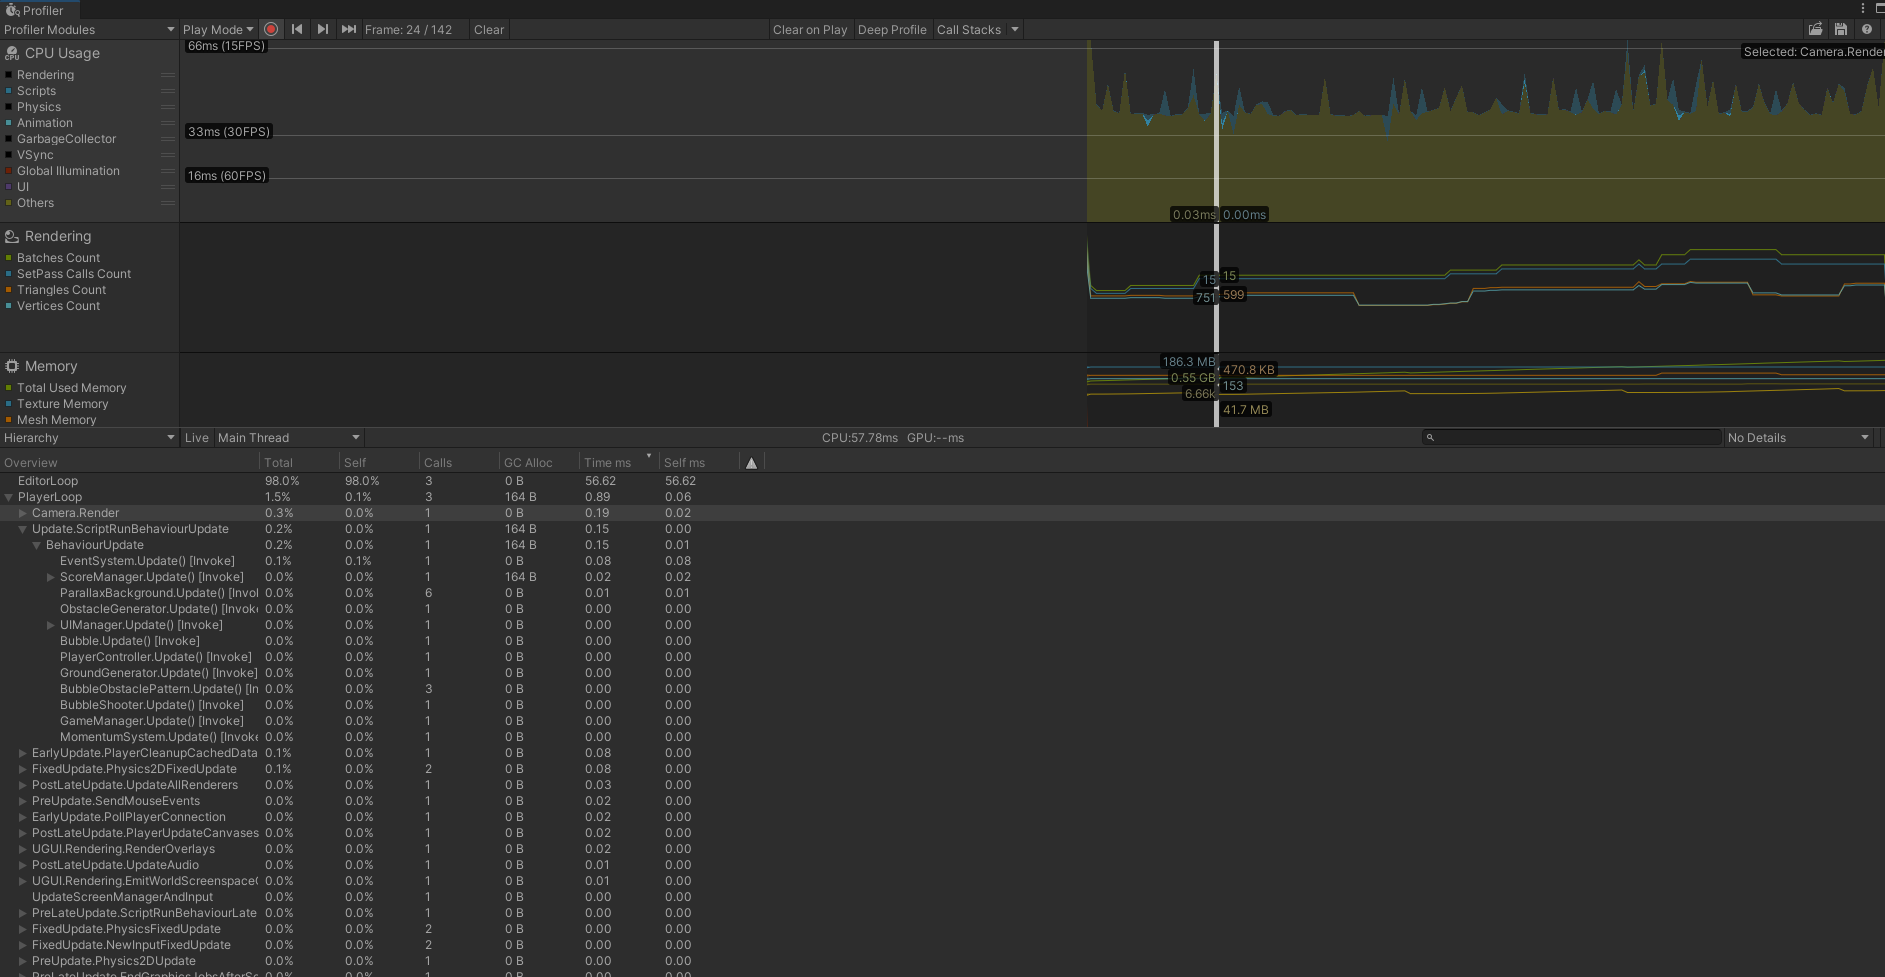 Profiler
Profiler Modules Play Mode Frame: 24 / 142 Clear Clear on Play Deep Profile Call Stacks
CPU Usage
Rendering
Scripts
Physics
Animation
GarbageCollector
VSync
Global Illumination
UI
Others
66ms (15FPS)
Selected: Camera.Render
33ms (30FPS)
16ms (60FPS)
0.03ms 0.00ms
Rendering
Batches Count
SetPass Calls Count
Triangles Count
Vertices Count
15 15
751 599
Memory
Total Used Memory
Texture Memory
Mesh Memory
186.3 MB
470.8 KB
0.55 GB
153
6.66k
41.7 MB
Hierarchy Live Main Thread CPU:57.78ms GPU:--ms No Details
Overview Total Self Calls GC Alloc Time ms Self ms
EditorLoop 98.0% 98.0% 3 0 B 56.62 56.62
PlayerLoop 1.5% 0.1% 3 164 B 0.89 0.06
Camera.Render 0.3% 0.0% 1 0 B 0.19 0.02
Update.ScriptRunBehaviourUpdate 0.2% 0.0% 1 164 B 0.15 0.00
BehaviourUpdate 0.2% 0.0% 1 164 B 0.15 0.01
EventSystem.Update() [Invoke] 0.1% 0.1% 1 0 B 0.08 0.08
ScoreManager.Update() [Invoke] 0.0% 0.0% 1 164 B 0.02 0.02
ParallaxBackground.Update() [Invol 0.0% 0.0% 6 0 B 0.01 0.01
ObstacleGenerator.Update() [Invoke 0.0% 0.0% 1 0 B 0.00 0.00
UIManager.Update() [Invoke] 0.0% 0.0% 1 0 B 0.00 0.00
Bubble.Update() [Invoke] 0.0% 0.0% 1 0 B 0.00 0.00
PlayerController.Update() [Invoke] 0.0% 0.0% 1 0 B 0.00 0.00
GroundGenerator.Update() [Invoke] 0.0% 0.0% 1 0 B 0.00 0.00
BubbleObstaclePattern.Update() [In 0.0% 0.0% 3 0 B 0.00 0.00
BubbleShooter.Update() [Invoke] 0.0% 0.0% 1 0 B 0.00 0.00
GameManager.Update() [Invoke] 0.0% 0.0% 1 0 B 0.00 0.00
MomentumSystem.Update() [Invoke 0.0% 0.0% 1 0 B 0.00 0.00
EarlyUpdate.PlayerCleanupCachedData 0.1% 0.0% 1 0 B 0.08 0.00
FixedUpdate.Physics2DFixedUpdate 0.1% 0.0% 2 0 B 0.08 0.00
PostLateUpdate.UpdateAllRenderers 0.0% 0.0% 1 0 B 0.03 0.00
PreUpdate.SendMouseEvents 0.0% 0.0% 1 0 B 0.02 0.00
EarlyUpdate.PollPlayerConnection 0.0% 0.0% 1 0 B 0.02 0.00
PostLateUpdate.PlayerUpdateCanvases 0.0% 0.0% 1 0 B 0.02 0.00
UGUI.Rendering.RenderOverlays 0.0% 0.0% 1 0 B 0.02 0.00
PostLateUpdate.UpdateAudio 0.0% 0.0% 1 0 B 0.01 0.00
UGUI.Rendering.EmitWorldScreenspaceC 0.0% 0.0% 1 0 B 0.01 0.00
UpdateScreenManagerAndInput 0.0% 0.0% 1 0 B 0.00 0.00
PreLateUpdate.ScriptRunBehaviourLate 0.0% 0.0% 1 0 B 0.00 0.00
FixedUpdate.PhysicsFixedUpdate 0.0% 0.0% 2 0 B 0.00 0.00
FixedUpdate.NewInputFixedUpdate 0.0% 0.0% 2 0 B 0.00 0.00
PreUpdate.Physics2DUpdate 0.0% 0.0% 1 0 B 0.00 0.00
PreLateUpdate.EndGraphicsJobsAfterSc 0.0% 0.0% 1 0 B 0.00 0.00